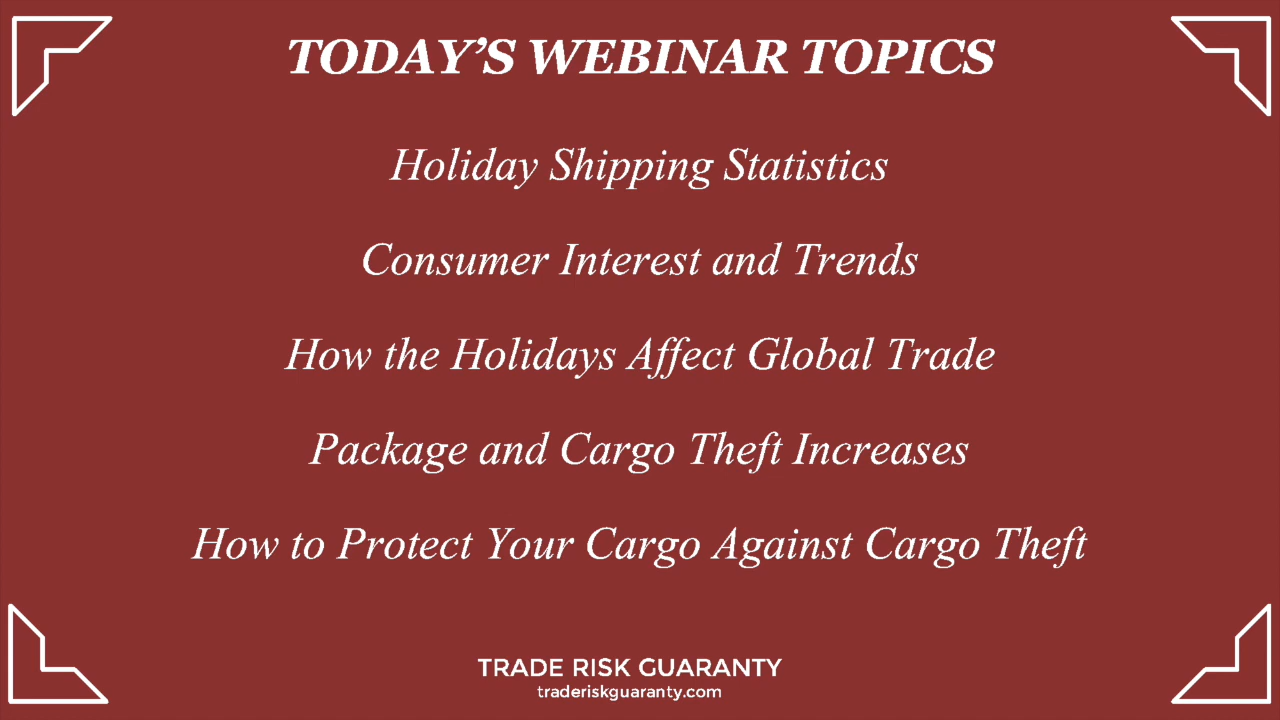 TODAY’S WEBINAR TOPICS
Holiday Shipping Statistics
Consumer Interest and Trends
How the Holidays Affect Global Trade
Package and Cargo Theft Increases
How to Protect Your Cargo Against Cargo Theft
TRADE RISK GUARANTY
traderiskguaranty.com